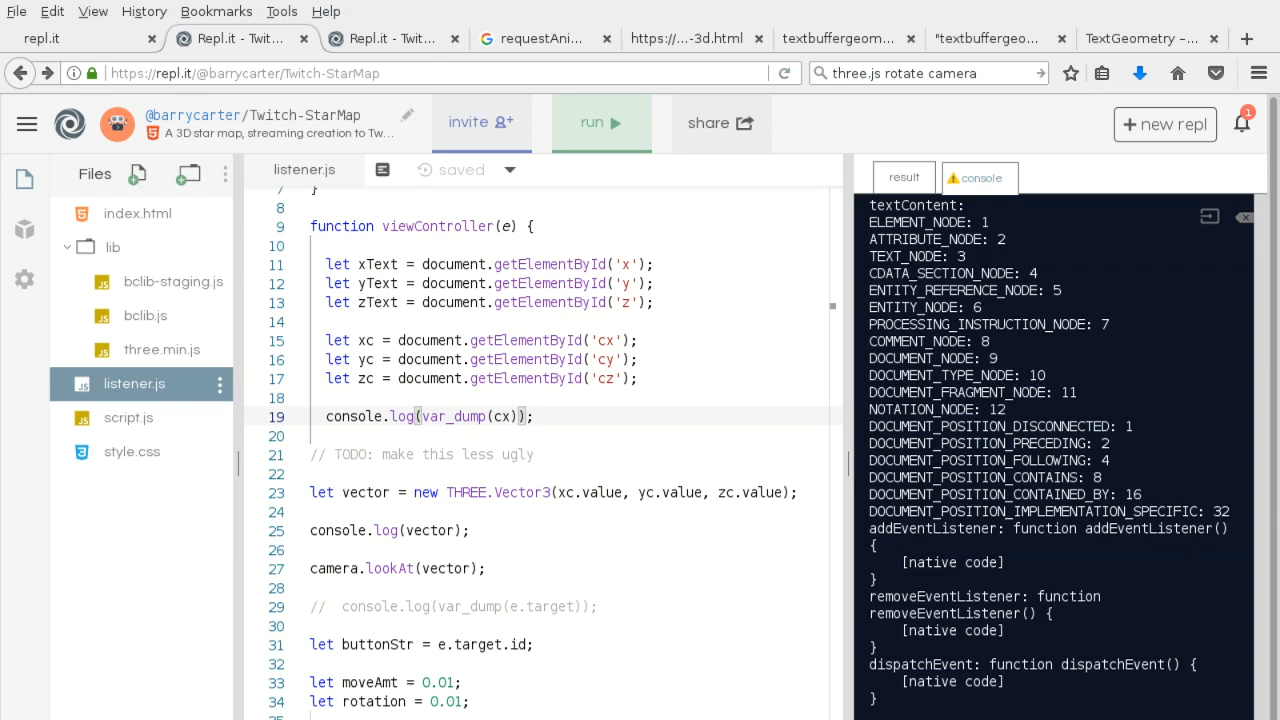 File Edit View History Bookmarks Tools Help
repl.it × Repl.it - Twit... × Repl.it - Twit... × requestAni... × https:/...-3d.html × textbuffergeom... × "textbuffergeo... × TextGeometry –... × +
https://repl.it/@barrycarter/Twitch-StarMap three.js rotate camera
@barrycarter/Twitch-StarMap
A 3D star map, streaming creation to Tw...
invite run share + new repl 1
Files listener.js saved result console
index.html
lib
bclib-staging.js
bclib.js
three.min.js
listener.js
script.js
style.css
7 }
8
9 function viewController(e) {
10
11 let xText = document.getElementById('x');
12 let yText = document.getElementById('y');
13 let zText = document.getElementById('z');
14
15 let xc = document.getElementById('cx');
16 let yc = document.getElementById('cy');
17 let zc = document.getElementById('cz');
18
19 console.log(var_dump(cx));
20
21 // TODO: make this less ugly
22
23 let vector = new THREE.Vector3(xc.value, yc.value, zc.value);
24
25 console.log(vector);
26
27 camera.lookAt(vector);
28
29 // console.log(var_dump(e.target));
30
31 let buttonStr = e.target.id;
32
33 let moveAmt = 0.01;
34 let rotation = 0.01;
35
textContent:
ELEMENT_NODE: 1
ATTRIBUTE_NODE: 2
TEXT_NODE: 3
CDATA_SECTION_NODE: 4
ENTITY_REFERENCE_NODE: 5
ENTITY_NODE: 6
PROCESSING_INSTRUCTION_NODE: 7
COMMENT_NODE: 8
DOCUMENT_NODE: 9
DOCUMENT_TYPE_NODE: 10
DOCUMENT_FRAGMENT_NODE: 11
NOTATION_NODE: 12
DOCUMENT_POSITION_DISCONNECTED: 1
DOCUMENT_POSITION_PRECEDING: 2
DOCUMENT_POSITION_FOLLOWING: 4
DOCUMENT_POSITION_CONTAINS: 8
DOCUMENT_POSITION_CONTAINED_BY: 16
DOCUMENT_POSITION_IMPLEMENTATION_SPECIFIC: 32
addEventListener: function addEventListener()
{
[native code]
}
removeEventListener: function
removeEventListener() {
[native code]
}
dispatchEvent: function dispatchEvent() {
[native code]
}